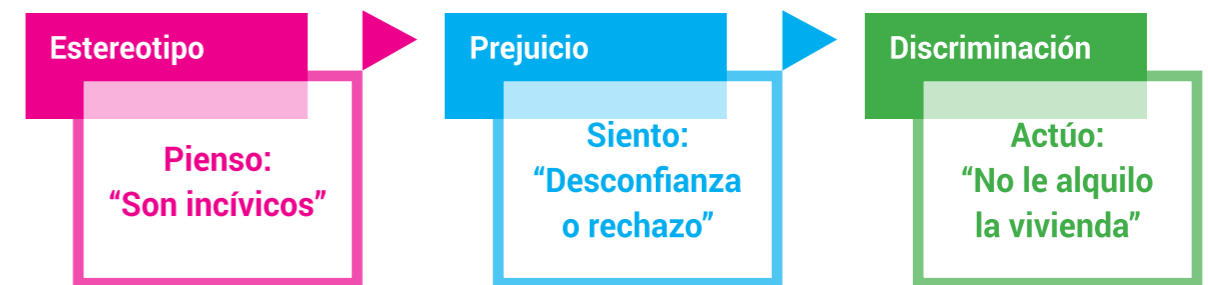 Estereotipo
Pienso:
“Son incívicos”
Prejuicio
Siento:
“Desconfianza
o rechazo”
Discriminación
Actúo:
“No le alquilo
la vivienda”